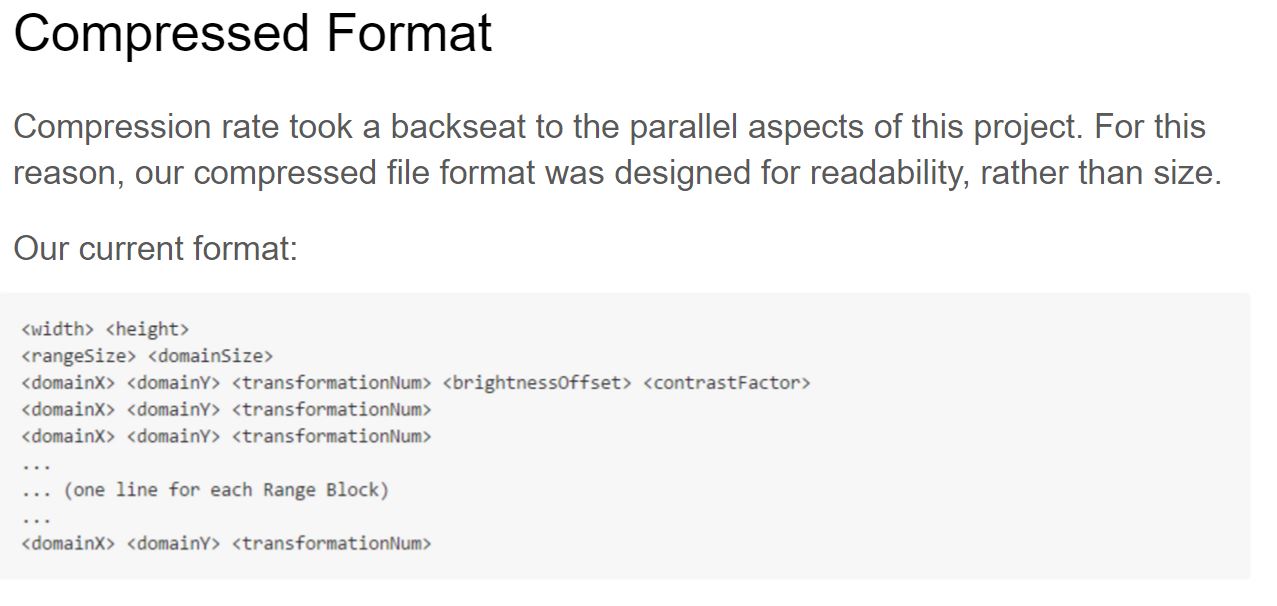 Compressed Format
Compression rate took a backseat to the parallel aspects of this project. For this
reason, our compressed file format was designed for readability, rather than size.
Our current format:
<width> <height>
<rangeSize> <domainSize>
<domainX> <domainY> <transformationNum> <brightnessOffset> <contrastFactor>
<domainX> <domainY> <transformationNum>
<domainX> <domainY> <transformationNum>
...
... (one line for each Range Block)
...
<domainX> <domainY> <transformationNum>